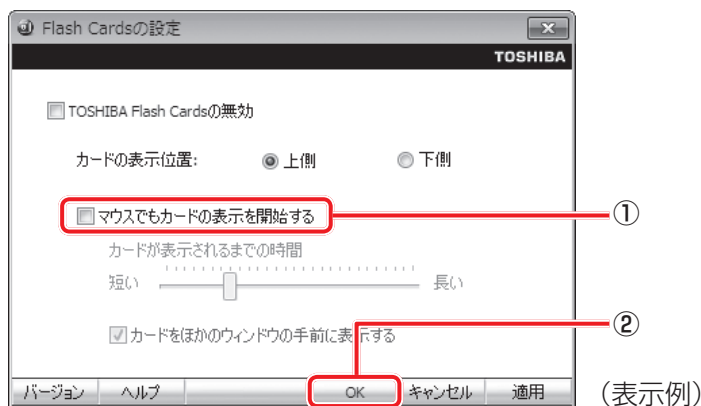 Flash Cardsの設定
TOSHIBA
TOSHIBA Flash Cardsの無効
カードの表示位置: 上側 下側
マウスでもカードの表示を開始する ①
カードが表示されるまでの時間
短い 長い
②
カードをほかのウィンドウの手前に表示する
バージョン ヘルプ OK キャンセル 適用 (表示例)